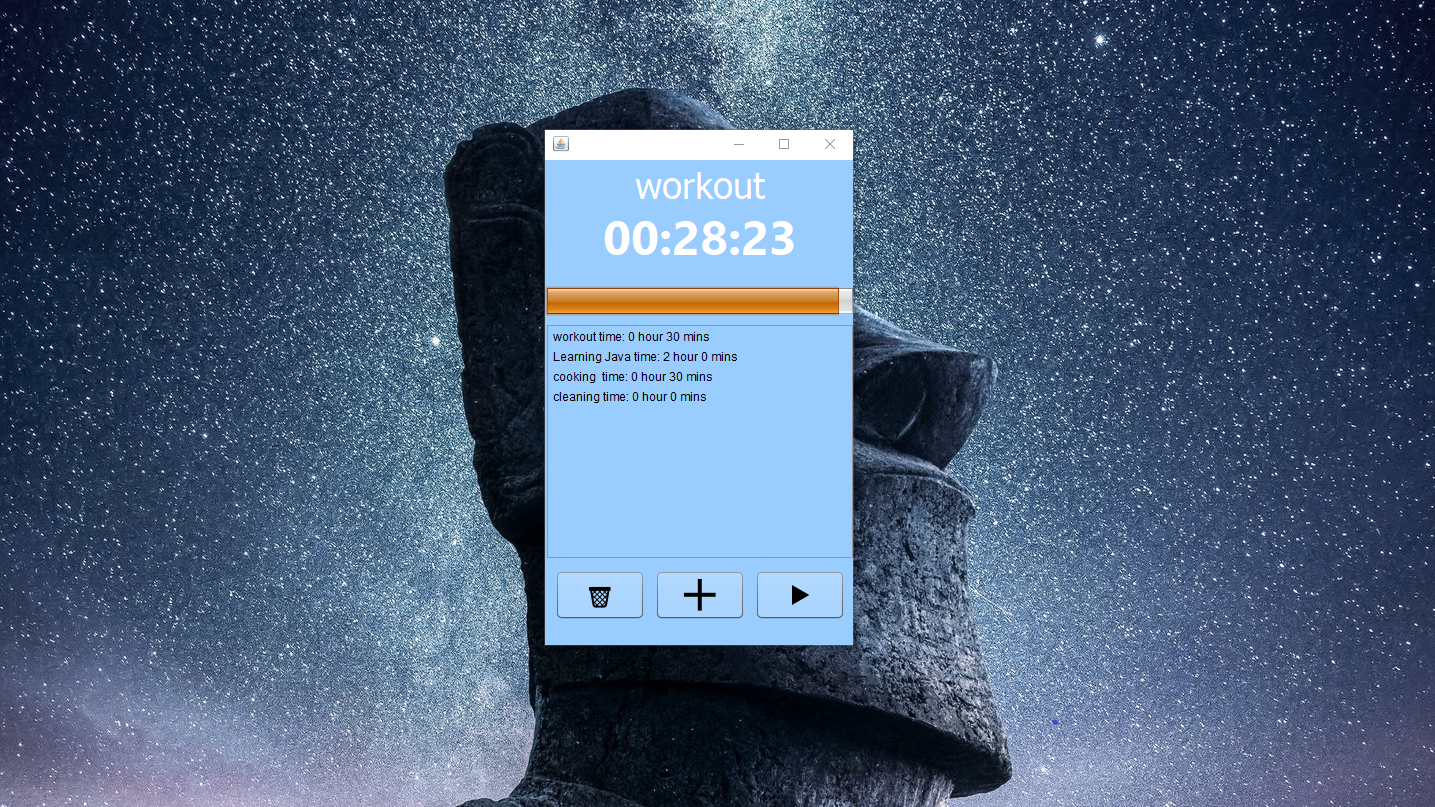 workout
00:28:23
workout time: 0 hour 30 mins
Learning Java time: 2 hour 0 mins
cooking  time: 0 hour 30 mins
cleaning time: 0 hour 0 mins